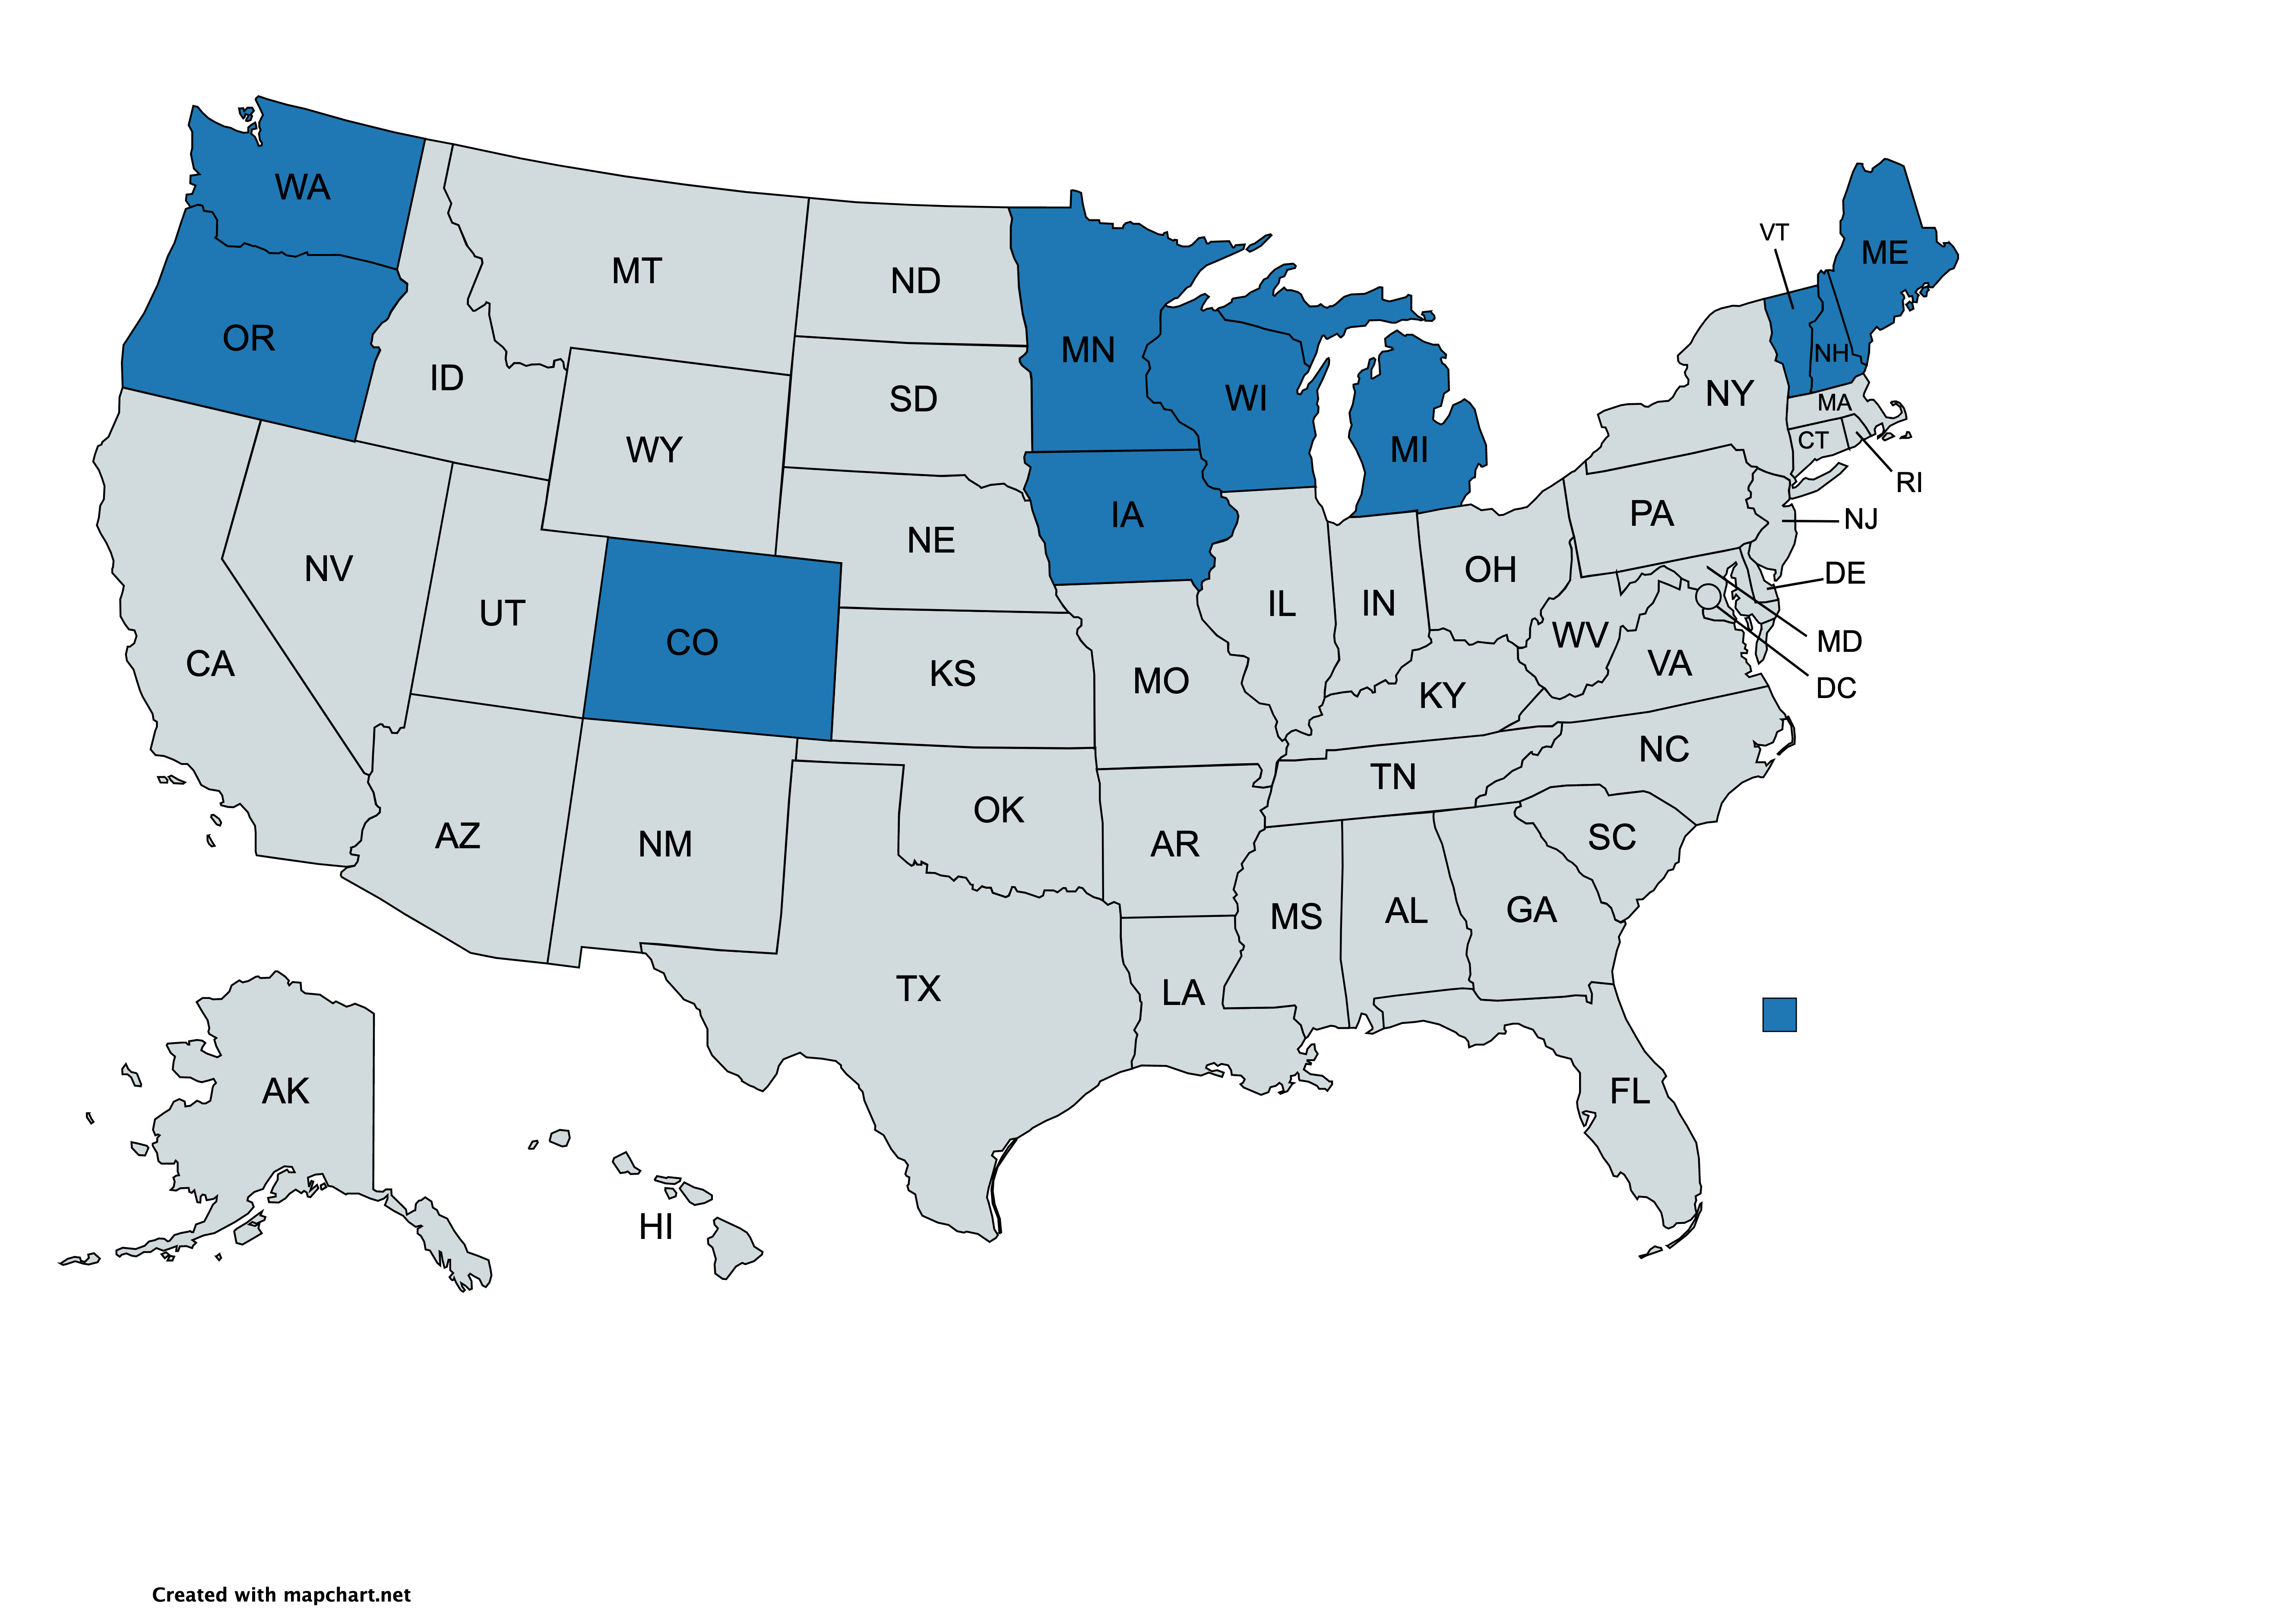 WA
OR
CA
NV
ID
MT
WY
UT
CO
AZ
NM
ND
SD
NE
KS
OK
TX
MN
IA
MO
AR
LA
WI
IL
MI
IN
OH
KY
TN
MS
AL
GA
FL
SC
NC
VA
WV
PA
NY
VT
NH
ME
MA
CT
RI
NJ
DE
MD
DC
AK
HI
Created with mapchart.net